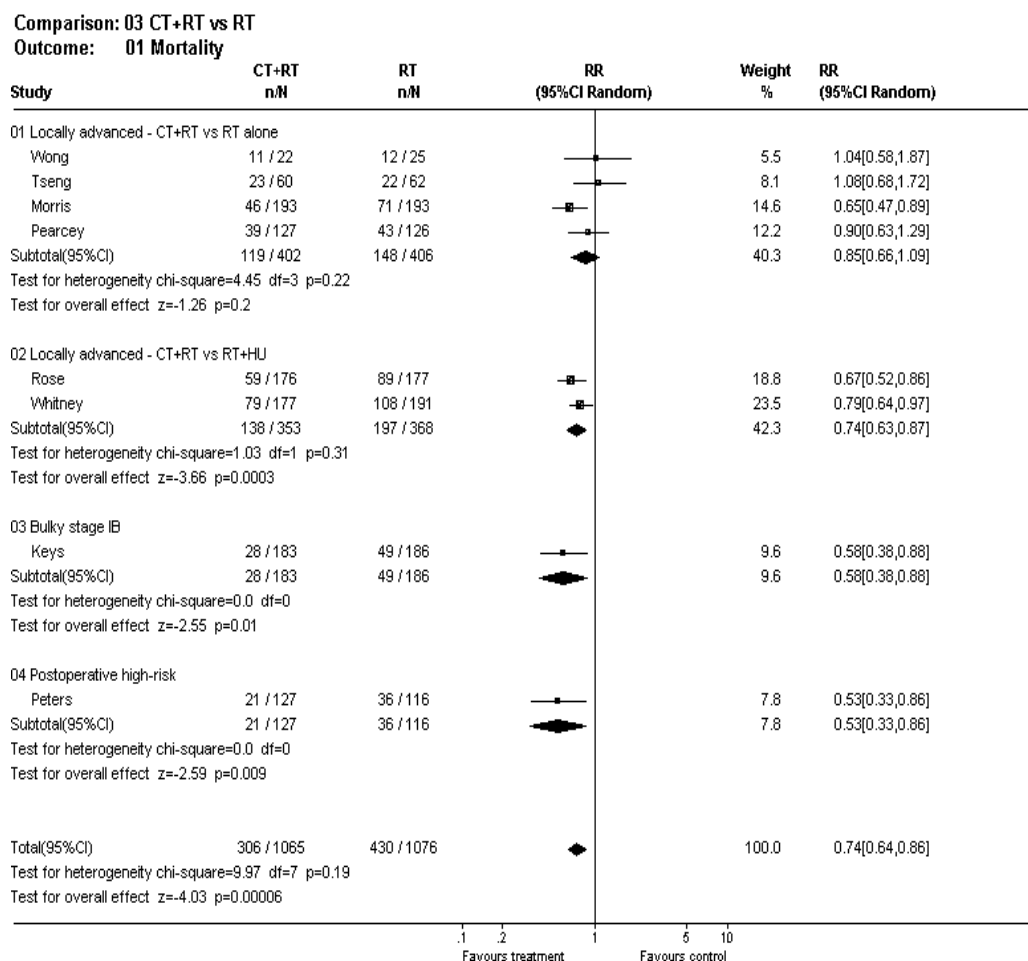 Comparison: 03 CT+RT vs RT
Outcome: 01 Mortality
CT+RT RT RR Weight RR
Study n/N n/N (95%CI Random) % (95%CI Random)
01 Locally advanced - CT+RT vs RT alone
Wong 11 / 22 12 / 25 5.5 1.04[0.58,1.87]
Tseng 23 / 60 22 / 62 8.1 1.08[0.68,1.72]
Morris 46 / 193 71 / 193 14.6 0.65[0.47,0.89]
Pearcey 39 / 127 43 / 126 12.2 0.90[0.63,1.29]
Subtotal(95%CI) 119 / 402 148 / 406 40.3 0.85[0.66,1.09]
Test for heterogeneity chi-square=4.45 df=3 p=0.22
Test for overall effect z=-1.26 p=0.2
02 Locally advanced - CT+RT vs RT+HU
Rose 59 / 176 89 / 177 18.8 0.67[0.52,0.86]
Whitney 79 / 177 108 / 191 23.5 0.79[0.64,0.97]
Subtotal(95%CI) 138 / 353 197 / 368 42.3 0.74[0.63,0.87]
Test for heterogeneity chi-square=1.03 df=1 p=0.31
Test for overall effect z=-3.66 p=0.0003
03 Bulky stage IB
Keys 28 / 183 49 / 186 9.6 0.58[0.38,0.88]
Subtotal(95%CI) 28 / 183 49 / 186 9.6 0.58[0.38,0.88]
Test for heterogeneity chi-square=0.0 df=0
Test for overall effect z=-2.55 p=0.01
04 Postoperative high-risk
Peters 21 / 127 36 / 116 7.8 0.53[0.33,0.86]
Subtotal(95%CI) 21 / 127 36 / 116 7.8 0.53[0.33,0.86]
Test for heterogeneity chi-square=0.0 df=0
Test for overall effect z=-2.59 p=0.009
Total(95%CI) 306 / 1065 430 / 1076 100.0 0.74[0.64,0.86]
Test for heterogeneity chi-square=9.97 df=7 p=0.19
Test for overall effect z=-4.03 p=0.00006
.1 .2 1 5 10
Favours treatment Favours control